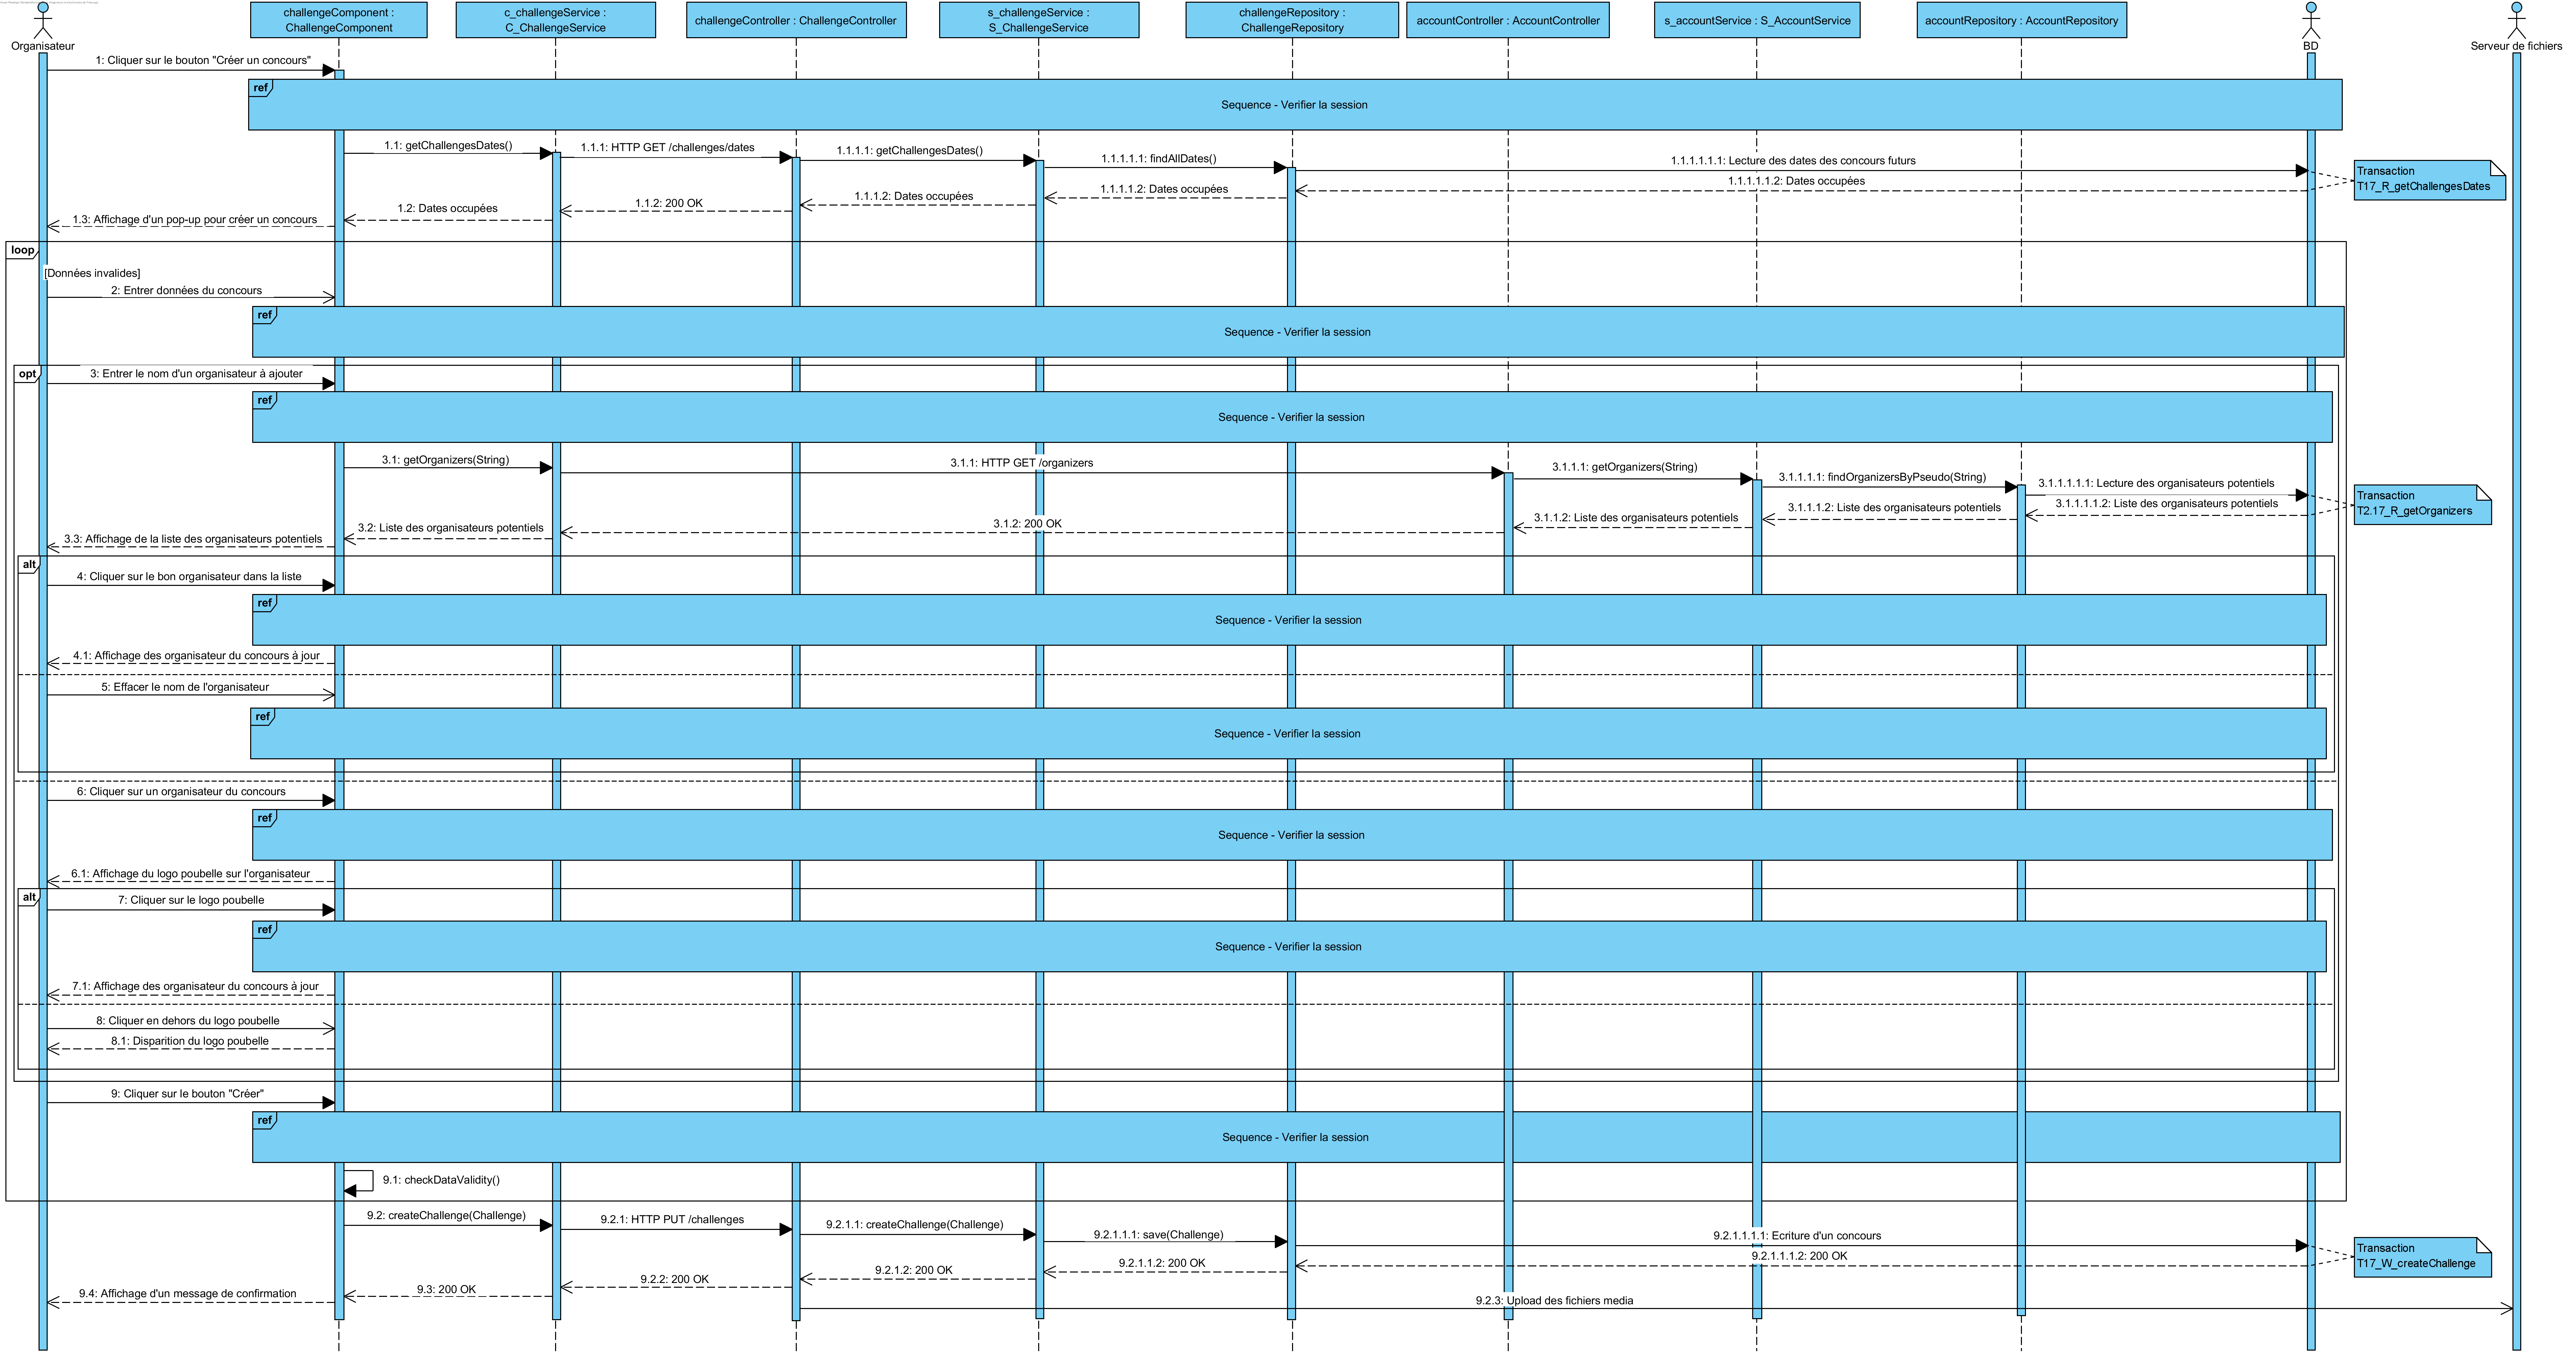 Organisateur
challengeComponent :
ChallengeComponent
c_challengeService :
C_ChallengeService
challengeController : ChallengeController
s_challengeService :
S_ChallengeService
challengeRepository :
ChallengeRepository
accountController : AccountController
s_accountService : S_AccountService
accountRepository : AccountRepository
BD
Serveur de fichiers
1: Cliquer sur le bouton "Créer un concours"
ref
Sequence - Verifier la session
1.1: getChallengesDates()
1.1.1: HTTP GET /challenges/dates
1.1.1.1: getChallengesDates()
1.1.1.1.1: findAllDates()
1.1.1.1.1.1: Lecture des dates des concours futurs
Transaction
T17_R_getChallengesDates
1.1.1.1.1.2: Dates occupées
1.1.1.1.2: Dates occupées
1.1.1.2: Dates occupées
1.1.2: 200 OK
1.2: Dates occupées
1.3: Affichage d'un pop-up pour créer un concours
loop
[Données invalides]
2: Entrer données du concours
ref
Sequence - Verifier la session
opt
3: Entrer le nom d'un organisateur à ajouter
ref
Sequence - Verifier la session
3.1: getOrganizers(String)
3.1.1: HTTP GET /organizers
3.1.1.1: getOrganizers(String)
3.1.1.1.1: findOrganizersByPseudo(String)
3.1.1.1.1.1: Lecture des organisateurs potentiels
Transaction
T2.17_R_getOrganizers
3.1.1.1.1.2: Liste des organisateurs potentiels
3.1.1.1.2: Liste des organisateurs potentiels
3.1.1.2: Liste des organisateurs potentiels
3.1.2: 200 OK
3.2: Liste des organisateurs potentiels
3.3: Affichage de la liste des organisateurs potentiels
alt
4: Cliquer sur le bon organisateur dans la liste
ref
Sequence - Verifier la session
4.1: Affichage des organisateur du concours à jour
5: Effacer le nom de l'organisateur
ref
Sequence - Verifier la session
6: Cliquer sur un organisateur du concours
ref
Sequence - Verifier la session
6.1: Affichage du logo poubelle sur l'organisateur
alt
7: Cliquer sur le logo poubelle
ref
Sequence - Verifier la session
7.1: Affichage des organisateur du concours à jour
8: Cliquer en dehors du logo poubelle
8.1: Disparition du logo poubelle
9: Cliquer sur le bouton "Créer"
ref
Sequence - Verifier la session
9.1: checkDataValidity()
9.2: createChallenge(Challenge)
9.2.1: HTTP PUT /challenges
9.2.1.1: createChallenge(Challenge)
9.2.1.1.1: save(Challenge)
9.2.1.1.1.1: Ecriture d'un concours
Transaction
T17_W_createChallenge
9.2.1.1.1.2: 200 OK
9.2.1.1.2: 200 OK
9.2.1.2: 200 OK
9.2.2: 200 OK
9.3: 200 OK
9.4: Affichage d'un message de confirmation
9.2.3: Upload des fichiers media